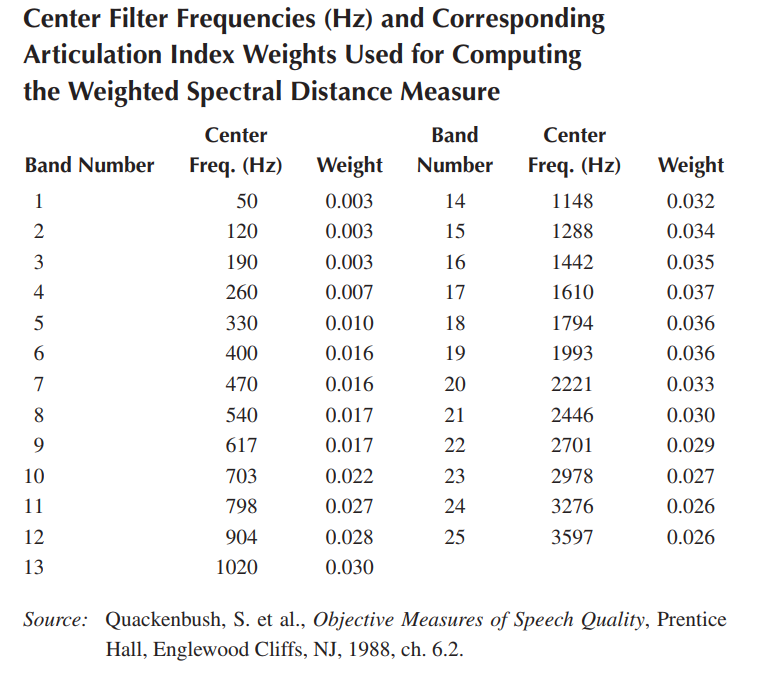 Center Filter Frequencies (Hz) and Corresponding
Articulation Index Weights Used for Computing
the Weighted Spectral Distance Measure
Center Band Center
Band Number Freq. (Hz) Weight Number Freq. (Hz) Weight
1 50 0.003 14 1148 0.032
2 120 0.003 15 1288 0.034
3 190 0.003 16 1442 0.035
4 260 0.007 17 1610 0.037
5 330 0.010 18 1794 0.036
6 400 0.016 19 1993 0.036
7 470 0.016 20 2221 0.033
8 540 0.017 21 2446 0.030
9 617 0.017 22 2701 0.029
10 703 0.022 23 2978 0.027
11 798 0.027 24 3276 0.026
12 904 0.028 25 3597 0.026
13 1020 0.030
Source: Quackenbush, S. et al., Objective Measures of Speech Quality, Prentice
Hall, Englewood Cliffs, NJ, 1988, ch. 6.2.